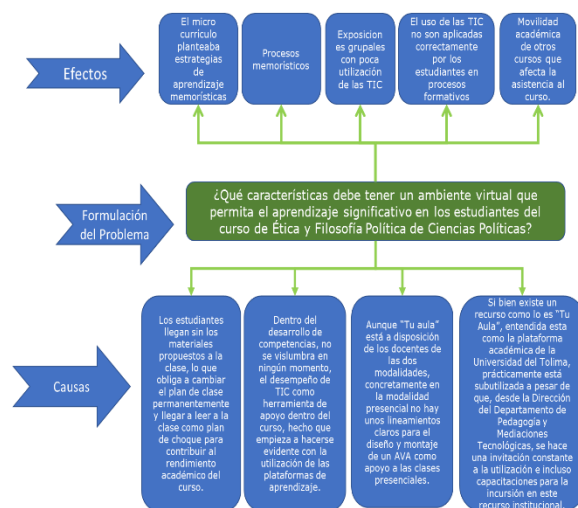 El micro
curriculo
planteaba
estrategias
de
aprendizaje
memorísticas
Procesos
memorísticos
Exposicion
es grupales
con poca
utilización
de las TIC
El uso de las TIC
no son aplicadas
correctamente
por los
estudiantes en
procesos
formativos
Movilidad
académica
de otros
cursos que
afecta la
asistencia al
curso.
Efectos
¿Qué características debe tener un ambiente virtual que
permita el aprendizaje significativo en los estudiantes del
curso de Ética y Filosofía Política de Ciencias Políticas?
Formulación
del Problema
Los estudiantes
llegan sin los
materiales
propuestos a la
clase, lo que
obliga a cambiar el
plan de clase
permanentemente
y llegar a leer a la
clase como plan
de choque para
contribuir al
rendimiento
académico del
curso.
Dentro del
desarrollo de
competencias, no
se vislumbra en
ningún momento,
el desempeño de
TIC como
herramienta de
apoyo dentro del
curso, hecho que
empieza a hacerse
evidente con la
utilización de las
plataformas de
aprendizaje.
Aunque "Tu aula"
está a disposición
de los docentes de
las dos
modalidades,
concretamente en
la modalidad
presencial no hay
unos lineamientos
claros para el
diseño y montaje
de un AVA como
apoyo a las clases
presenciales.
Si bien existe un
recurso como lo es "Tu
Aula", entendida esta
como la plataforma
académica de la
Universidad del Tolima,
prácticamente está
subutilizada a pesar de
que, desde la Dirección
del Departamento de
Pedagogía y
Mediaciones
Tecnológicas, se hace
una invitación constante
a la utilización e incluso
capacitaciones para la
incursión en este
recurso institucional.
Causas